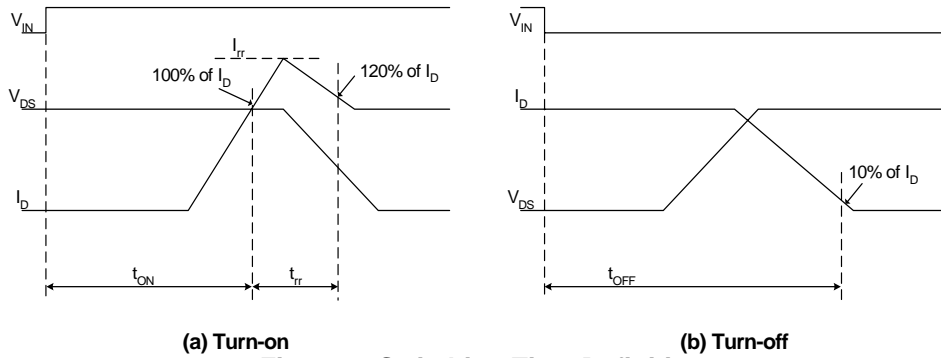 V_IN
I_rr
100% of I_D
120% of I_D
V_DS
I_D
t_ON
t_rr
(a) Turn-on
V_IN
I_D
10% of I_D
V_DS
t_OFF
(b) Turn-off